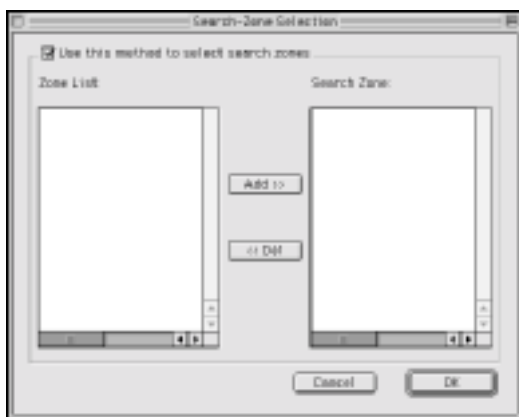 Search-Zone Selection
Use this method to select search zones
Zone List:
Search Zone:
Add >>
<< Del
Cancel
OK